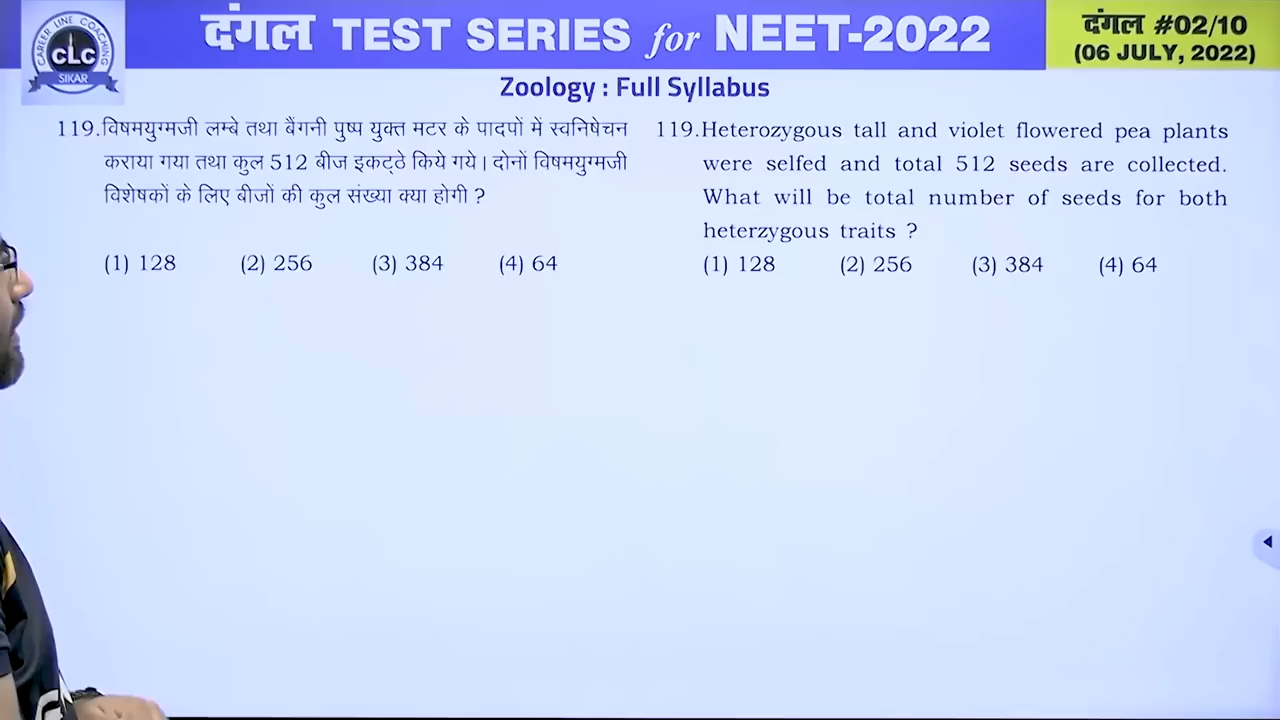 CAREER LINE COACHING
CLC
SIKAR
दंगल TEST SERIES for NEET-2022
दंगल #02/10
(06 JULY, 2022)
Zoology : Full Syllabus
119.विषमयुग्मजी लम्बे तथा बैंगनी पुष्प युक्त मटर के पादपों में स्वनिषेचन
कराया गया तथा कुल 512 बीज इकट्ठे किये गये। दोनों विषमयुग्मजी
विशेषकों के लिए बीजों की कुल संख्या क्या होगी ?
(1) 128 (2) 256 (3) 384 (4) 64
119.Heterozygous tall and violet flowered pea plants
were selfed and total 512 seeds are collected.
What will be total number of seeds for both
heterzygous traits ?
(1) 128 (2) 256 (3) 384 (4) 64